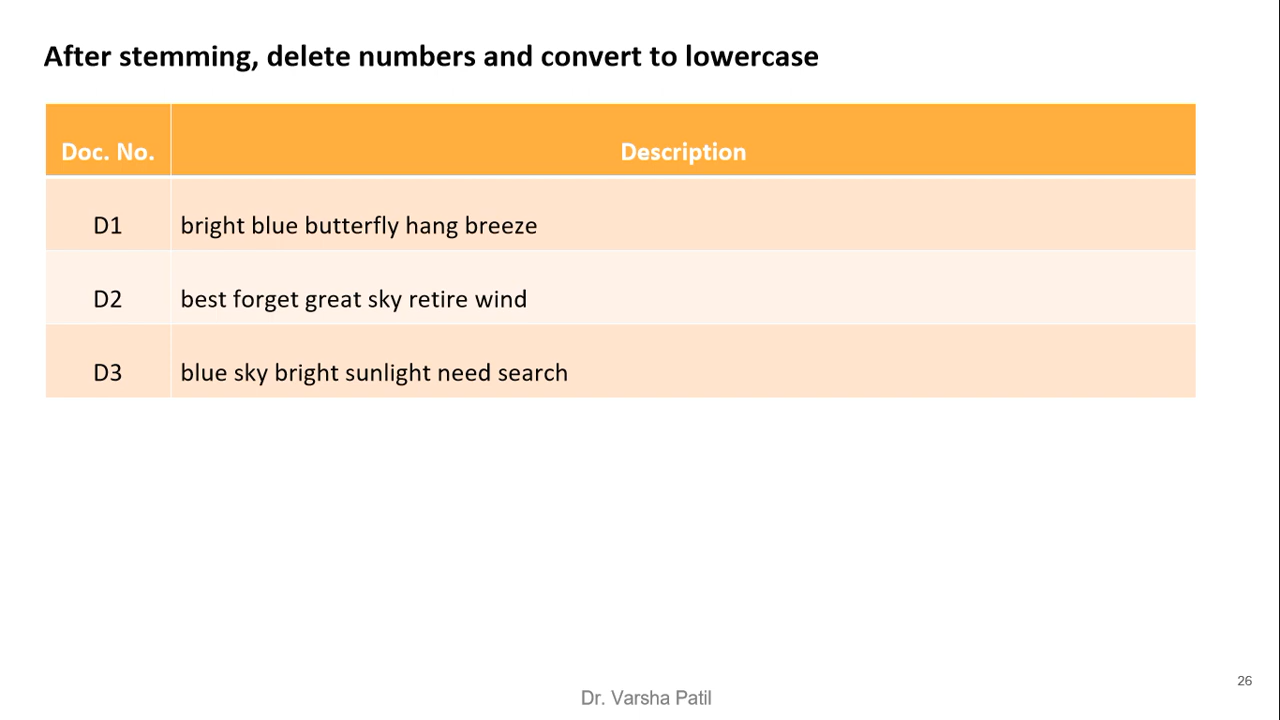 After stemming, delete numbers and convert to lowercase
Doc. No. Description
D1 bright blue butterfly hang breeze
D2 best forget great sky retire wind
D3 blue sky bright sunlight need search
26
Dr. Varsha Patil